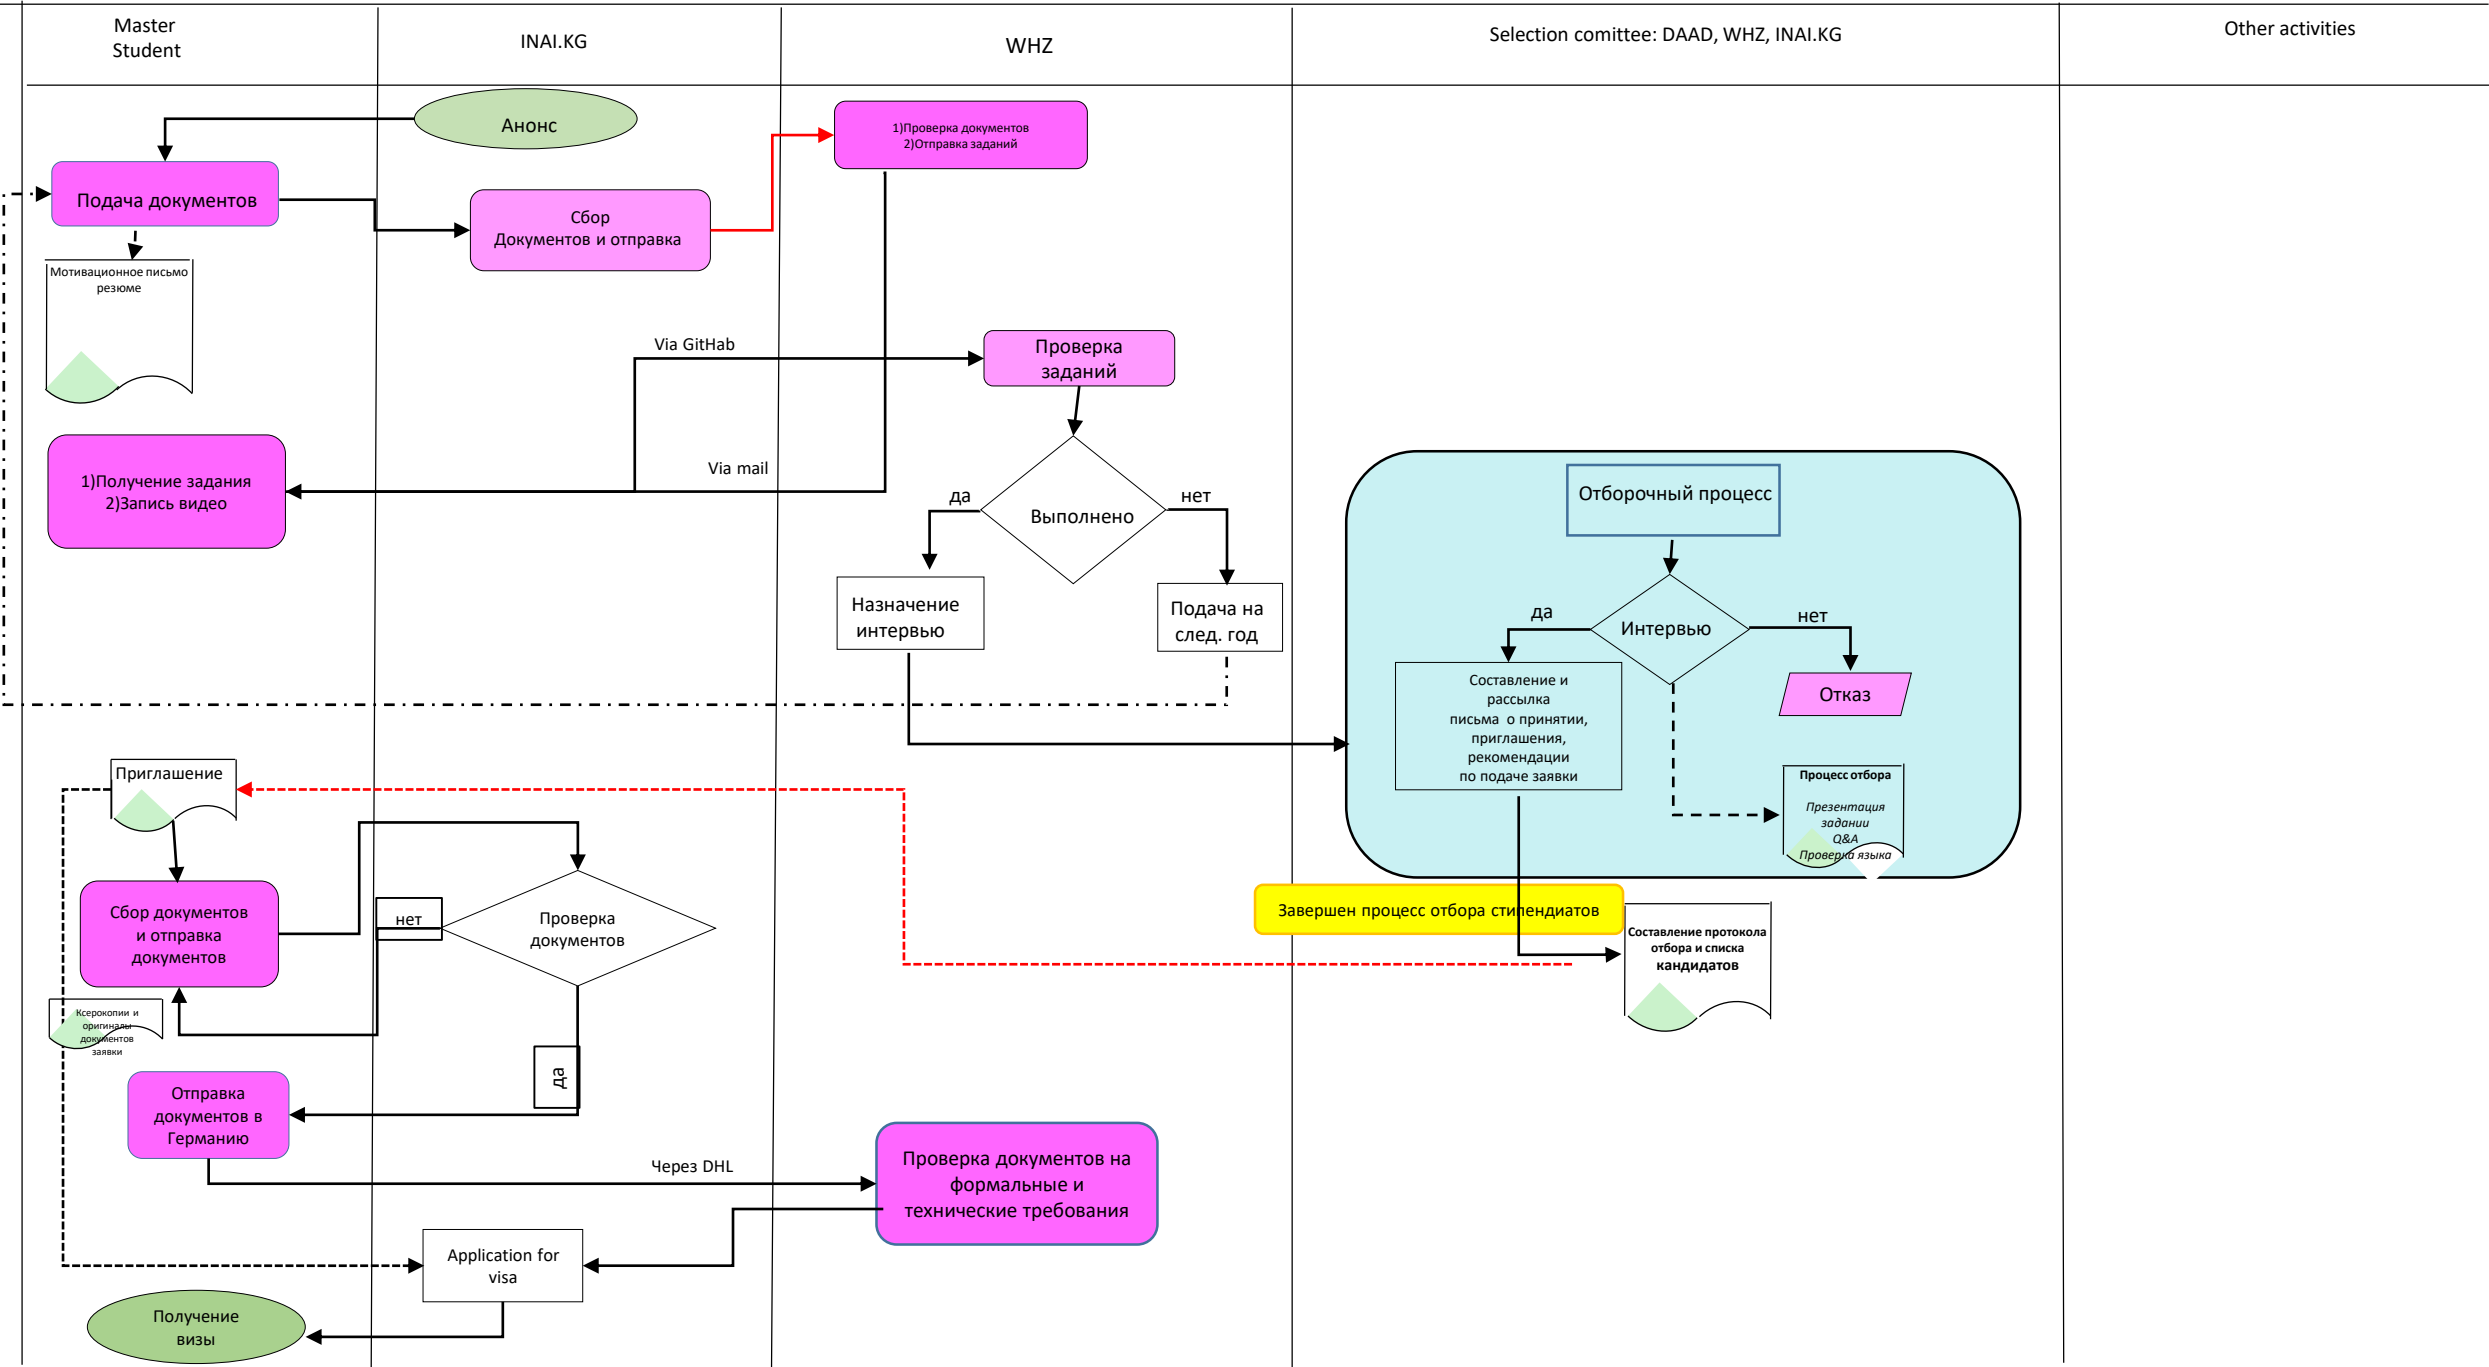 Master
Student
INAI.KG
WHZ
Selection comittee: DAAD, WHZ, INAI.KG
Other activities
Анонс
1)Проверка документов
2)Отправка заданий
Подача документов
Сбор
Документов и отправка
Мотивационное письмо
резюме
Via GitHab
Проверка
заданий
1)Получение задания
2)Запись видео
Via mail
да
Выполнено
нет
Назначение
интервью
Подача на
след. год
Отборочный процесс
да
Интервью
нет
Составление и
рассылка
письма о принятии,
приглашения,
рекомендации
по подаче заявки
Отказ
Процесс отбора
Презентация
задании
Q&A
Проверка языка
Приглашение
Сбор документов
и отправка
документов
нет
Проверка
документов
Завершен процесс отбора стипендиатов
Составление протокола
отбора и списка
кандидатов
Ксерокопии и
оригиналы
документов
заявки
да
Отправка
документов в
Германию
Через DHL
Проверка документов на
формальные и
технические требования
Application for
visa
Получение
визы